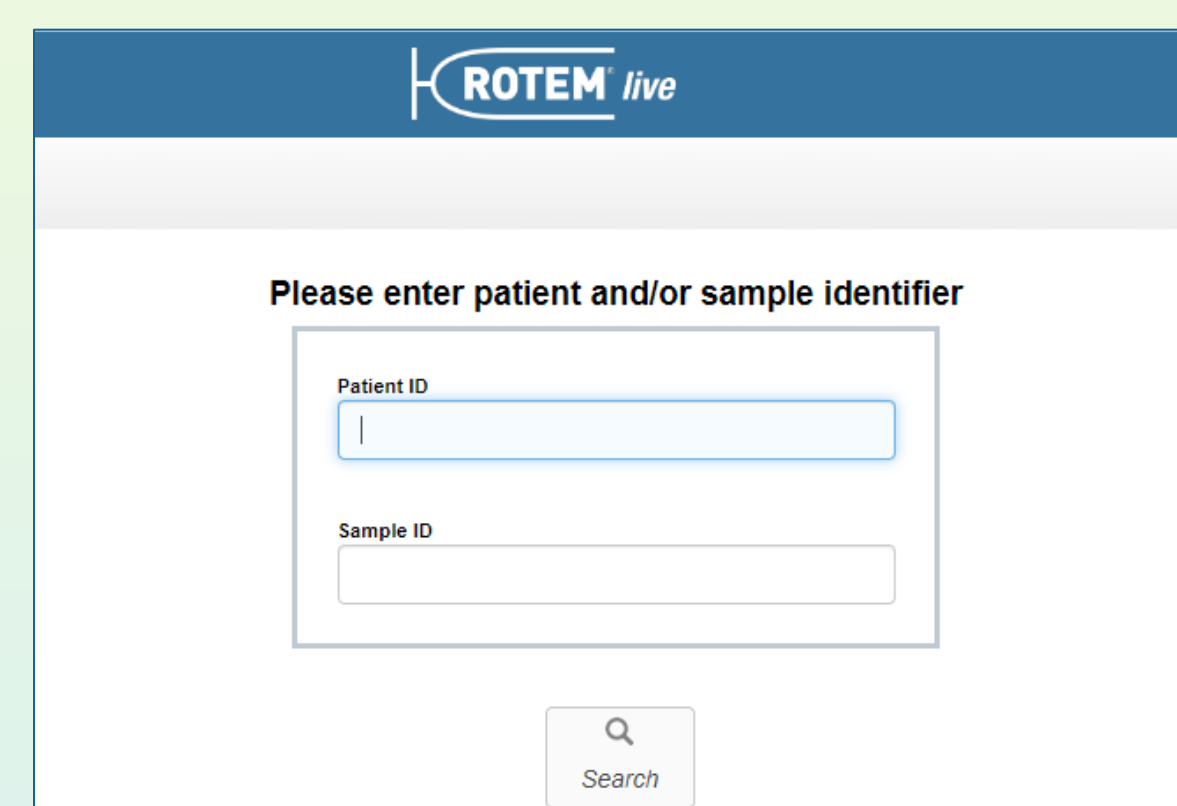 ROTEM® live
Please enter patient and/or sample identifier
Patient ID
Sample ID
Search